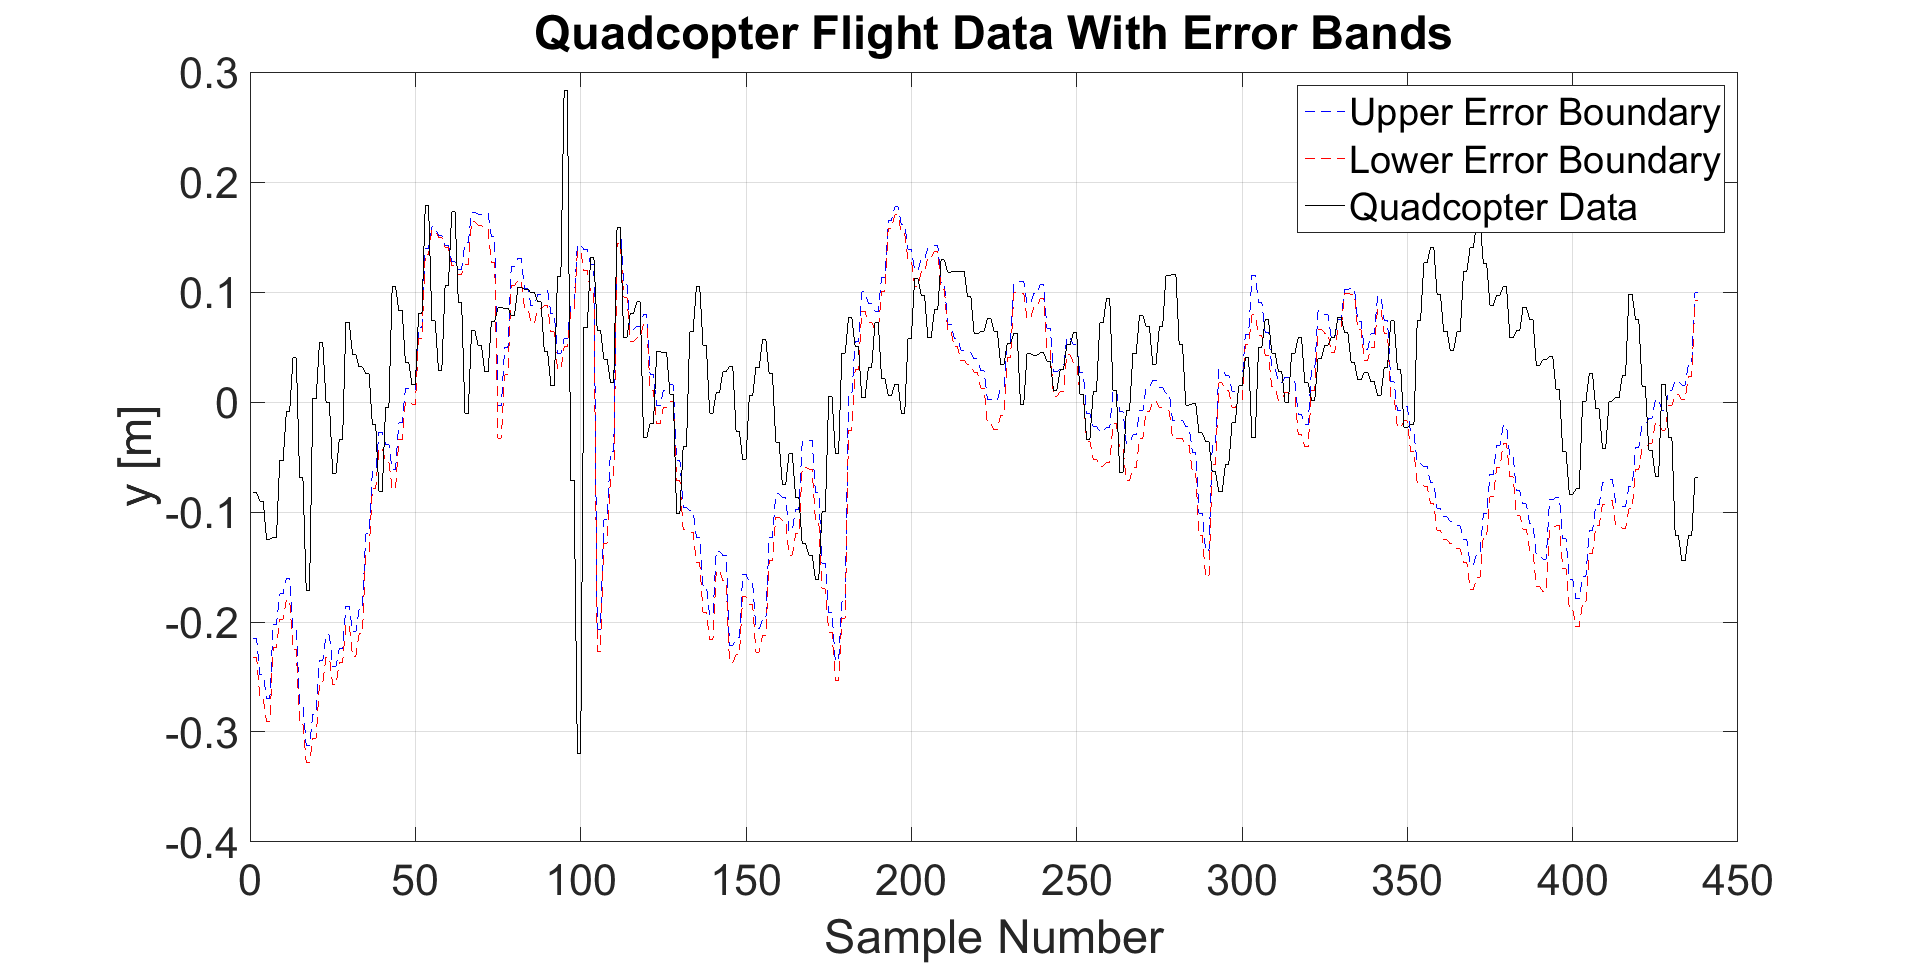 Quadcopter Flight Data With Error Bands
0.3
0.2
0.1
0
-0.1
-0.2
-0.3
-0.4
y [m]
Upper Error Boundary
Lower Error Boundary
Quadcopter Data
0 50 100 150 200 250 300 350 400 450
Sample Number